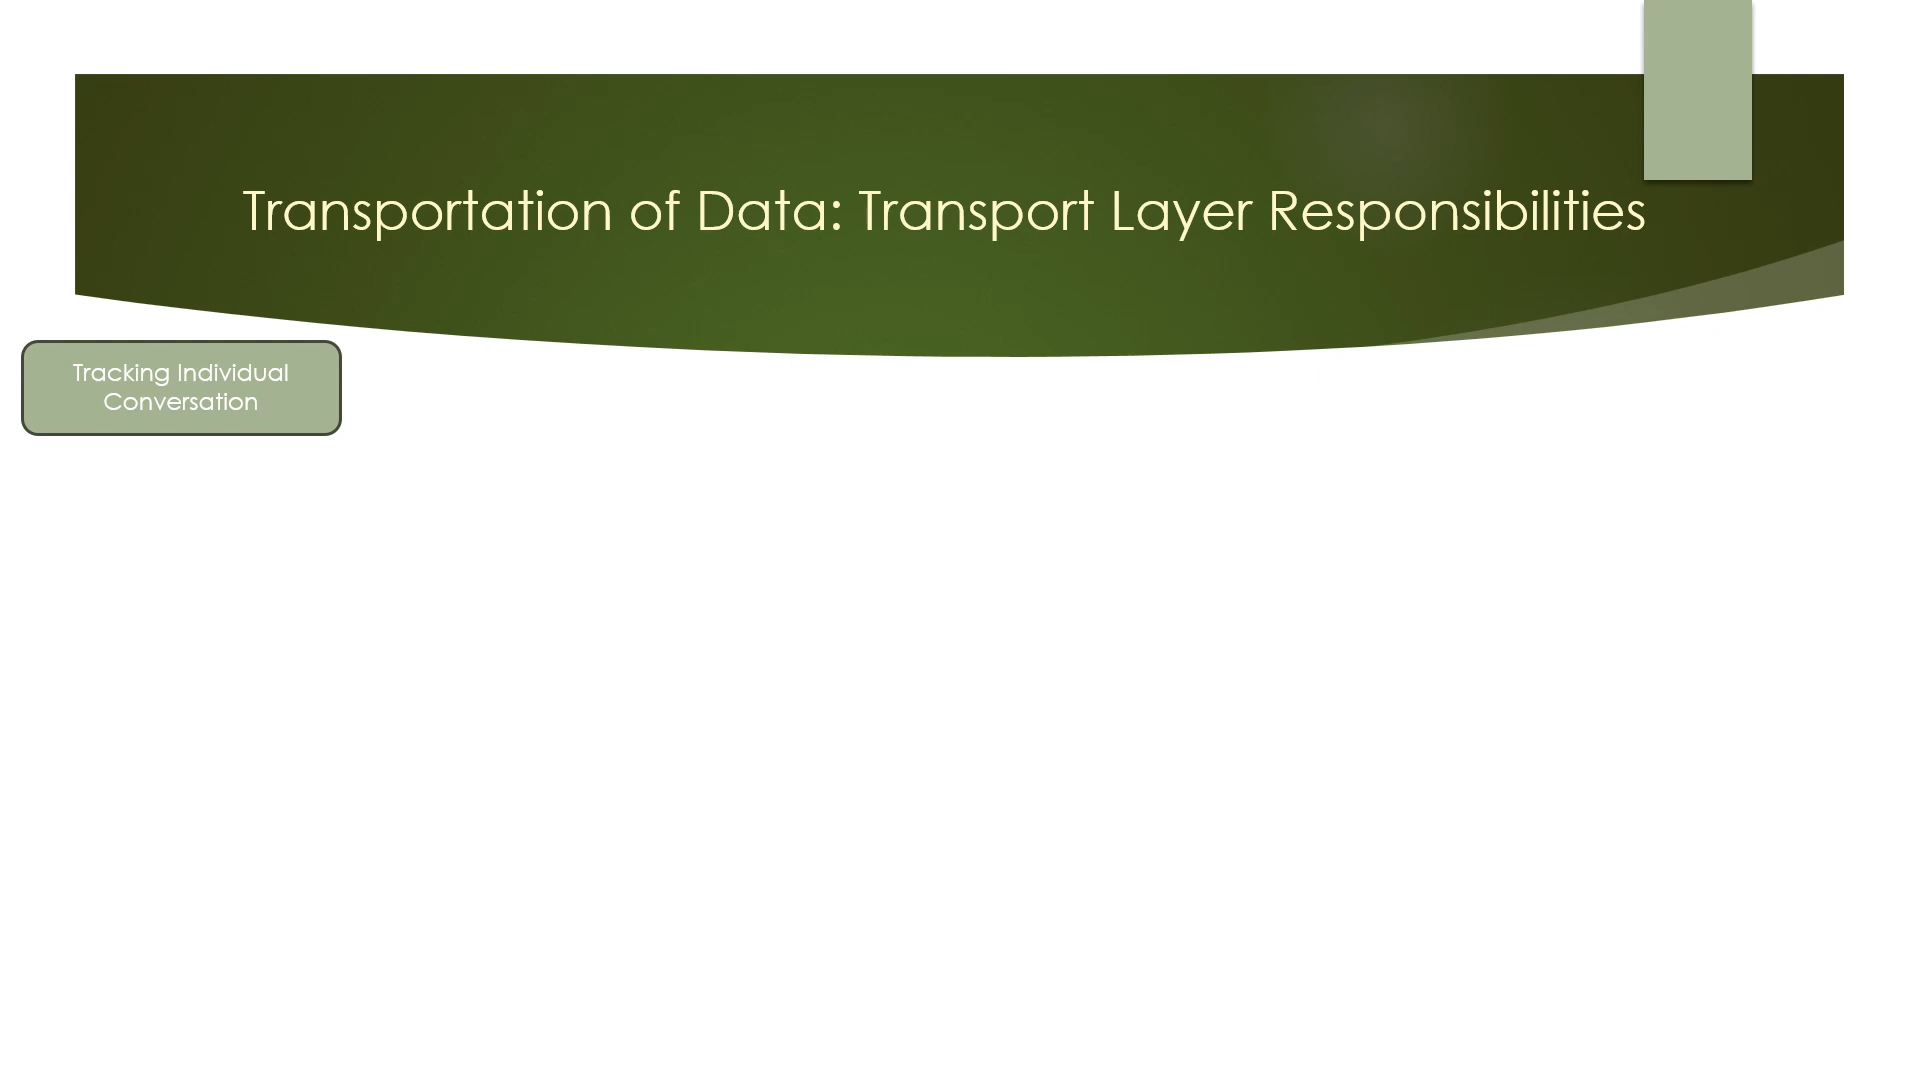 Transportation of Data: Transport Layer Responsibilities
Tracking Individual
Conversation